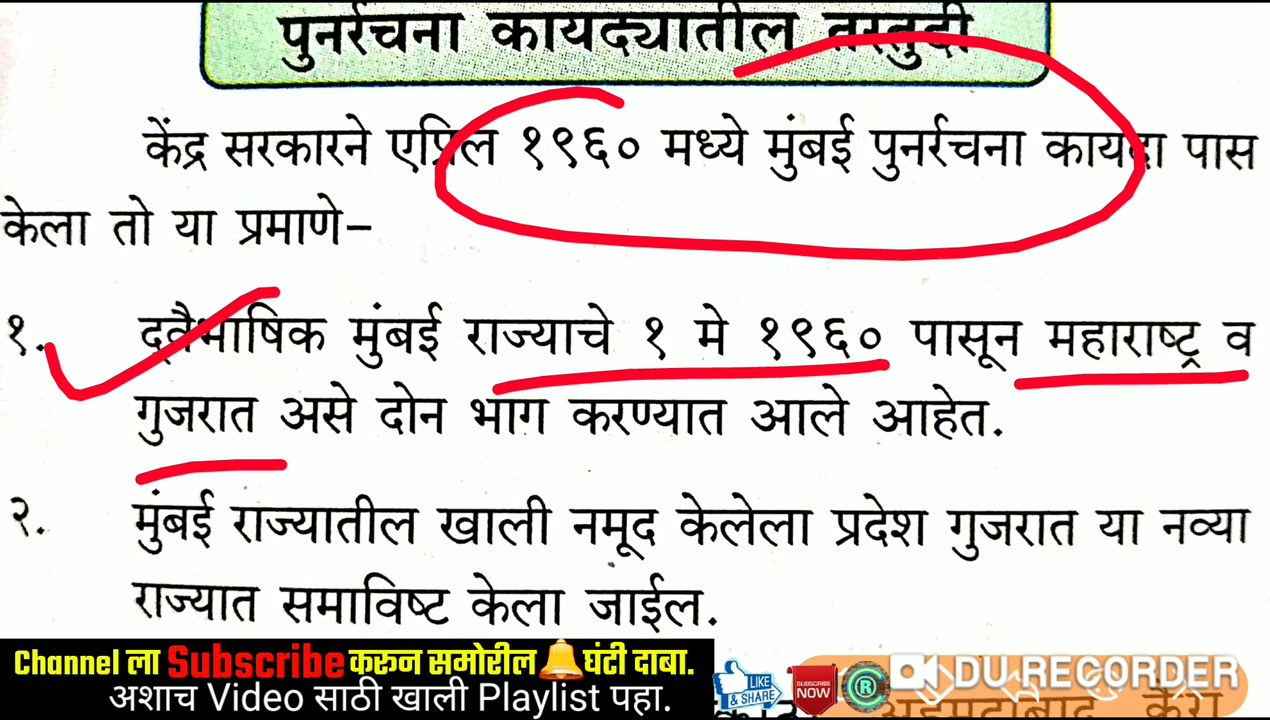 पुनर्रचना कायद्यातील तरतुदी
केंद्र सरकारने एप्रिल १९६० मध्ये मुंबई पुनर्रचना कायदा पास
केला तो या प्रमाणे–
१. द्वैभाषिक मुंबई राज्याचे १ मे १९६० पासून महाराष्ट्र व
गुजरात असे दोन भाग करण्यात आले आहेत.
२. मुंबई राज्यातील खाली नमूद केलेला प्रदेश गुजरात या नव्या
राज्यात समाविष्ट केला जाईल.
Channel ला Subscribe करून समोरील घंटी दाबा.
अशाच Video साठी खाली Playlist पहा.
LIKE & SHARE
SUBSCRIBE NOW
R
DU RECORDER
अहमदाबाद कैरा